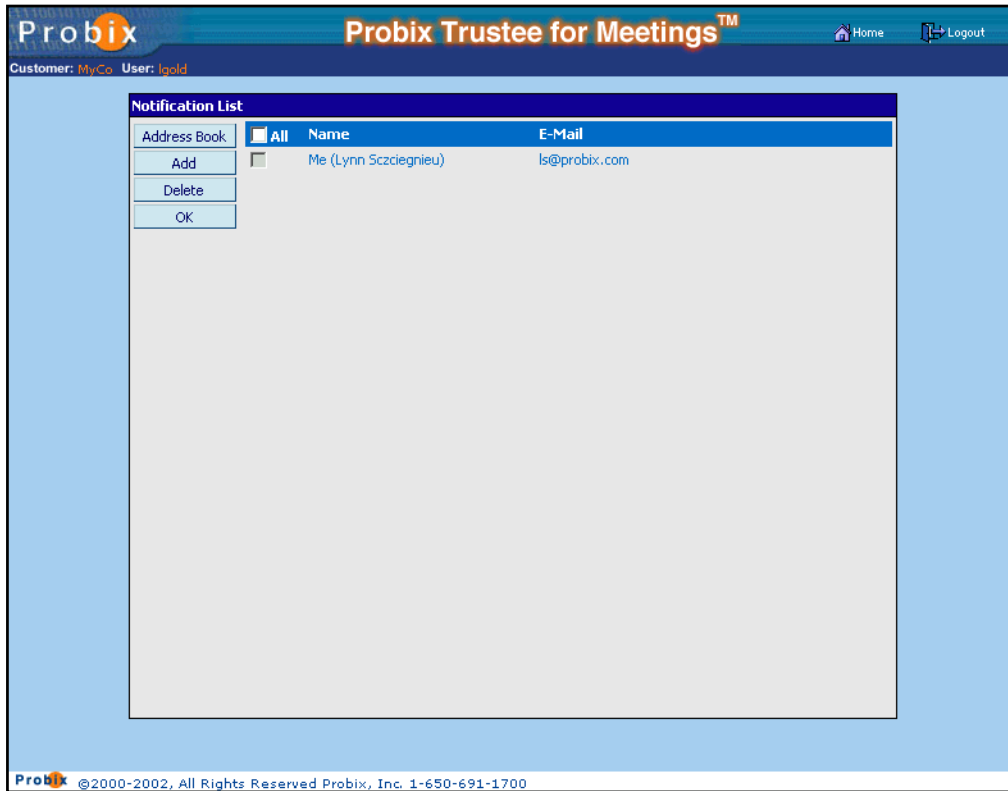 Probix
Probix Trustee for Meetings™
Home
Logout
Customer: MyCo User: lgold
Notification List
Address Book
All Name E-Mail
Add
Me (Lynn Sczciegnieu) ls@probix.com
Delete
OK
Probix ©2000-2002, All Rights Reserved Probix, Inc. 1-650-691-1700